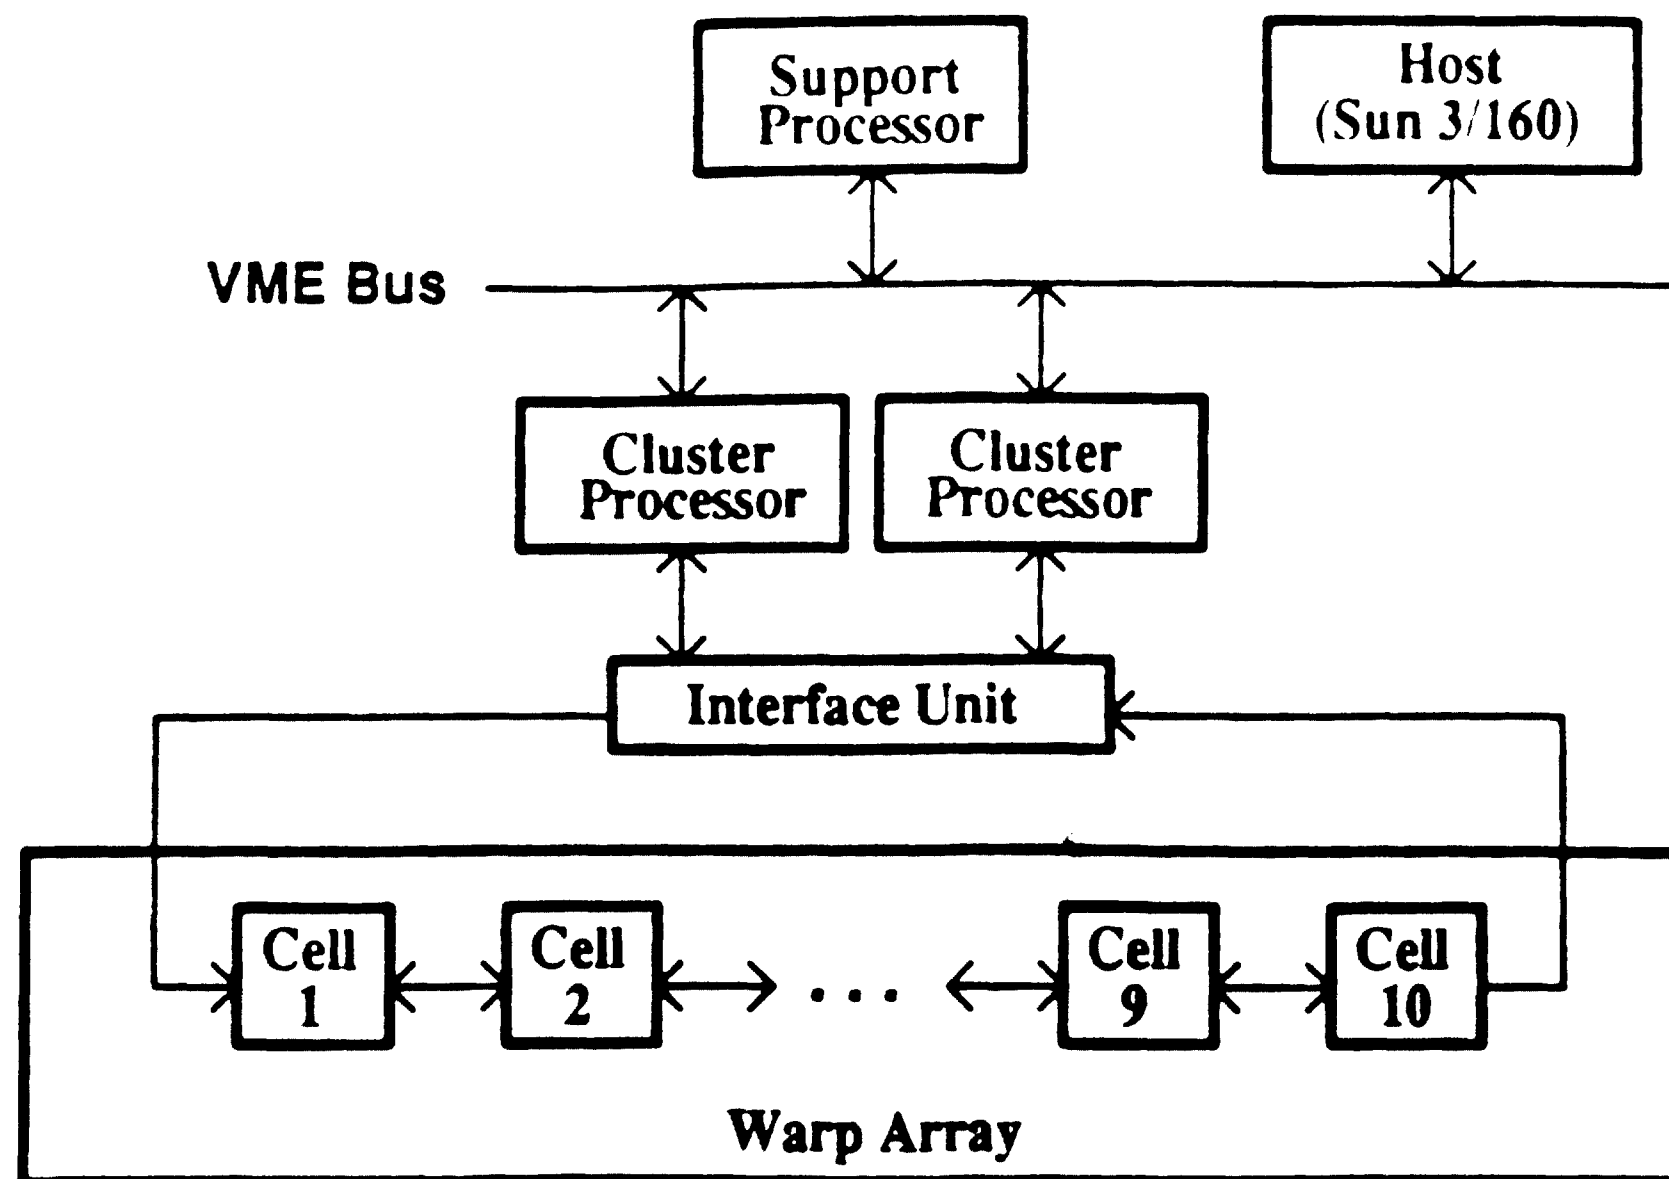 Support
Processor
Host
(Sun 3/160)
VME Bus
Cluster
Processor
Cluster
Processor
Interface Unit
Cell
1
Cell
2
...
Cell
9
Cell
10
Warp Array